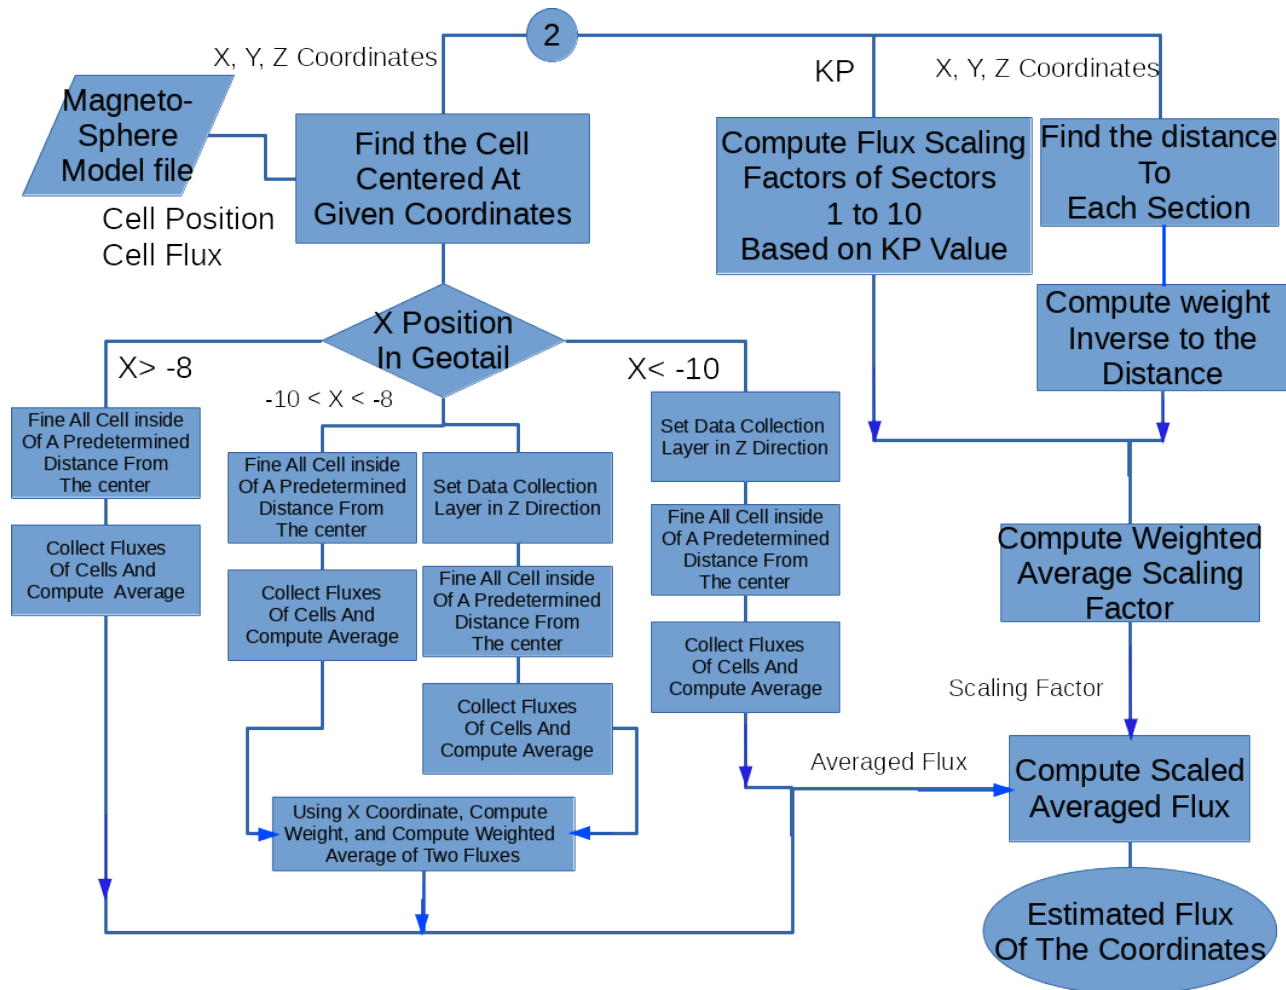 2
X, Y, Z Coordinates
KP
X, Y, Z Coordinates
Magneto-
Sphere
Model file
Cell Position
Cell Flux
Find the Cell
Centered At
Given Coordinates
Compute Flux Scaling
Factors of Sectors
1 to 10
Based on KP Value
Find the distance
To
Each Section
Compute weight
Inverse to the
Distance
X Position
In Geotail
X> -8
-10 < X < -8
X< -10
Fine All Cell inside
Of A Predetermined
Distance From
The center
Collect Fluxes
Of Cells And
Compute Average
Fine All Cell inside
Of A Predetermined
Distance From
The center
Collect Fluxes
Of Cells And
Compute Average
Set Data Collection
Layer in Z Direction
Fine All Cell inside
Of A Predetermined
Distance From
The center
Collect Fluxes
Of Cells And
Compute Average
Set Data Collection
Layer in Z Direction
Fine All Cell inside
Of A Predetermined
Distance From
The center
Collect Fluxes
Of Cells And
Compute Average
Using X Coordinate, Compute
Weight, and Compute Weighted
Average of Two Fluxes
Compute Weighted
Average Scaling
Factor
Scaling Factor
Averaged Flux
Compute Scaled
Averaged Flux
Estimated Flux
Of The Coordinates